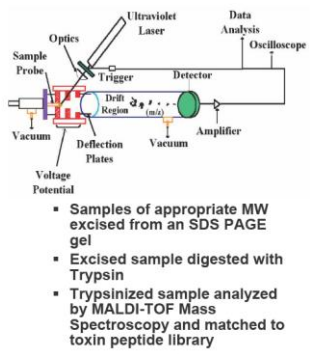 Ultraviolet
Laser
Data
Analysis
Oscilloscope
Optics
Sample
Probe
Trigger
Detector
Drift
Region
(m/z)
Vacuum
Deflection
Plates
Vacuum
Amplifier
Voltage
Potential
▪ Samples of appropriate MW
excised from an SDS PAGE
gel
▪ Excised sample digested with
Trypsin
▪ Trypsinized sample analyzed
by MALDI-TOF Mass
Spectroscopy and matched to
toxin peptide library